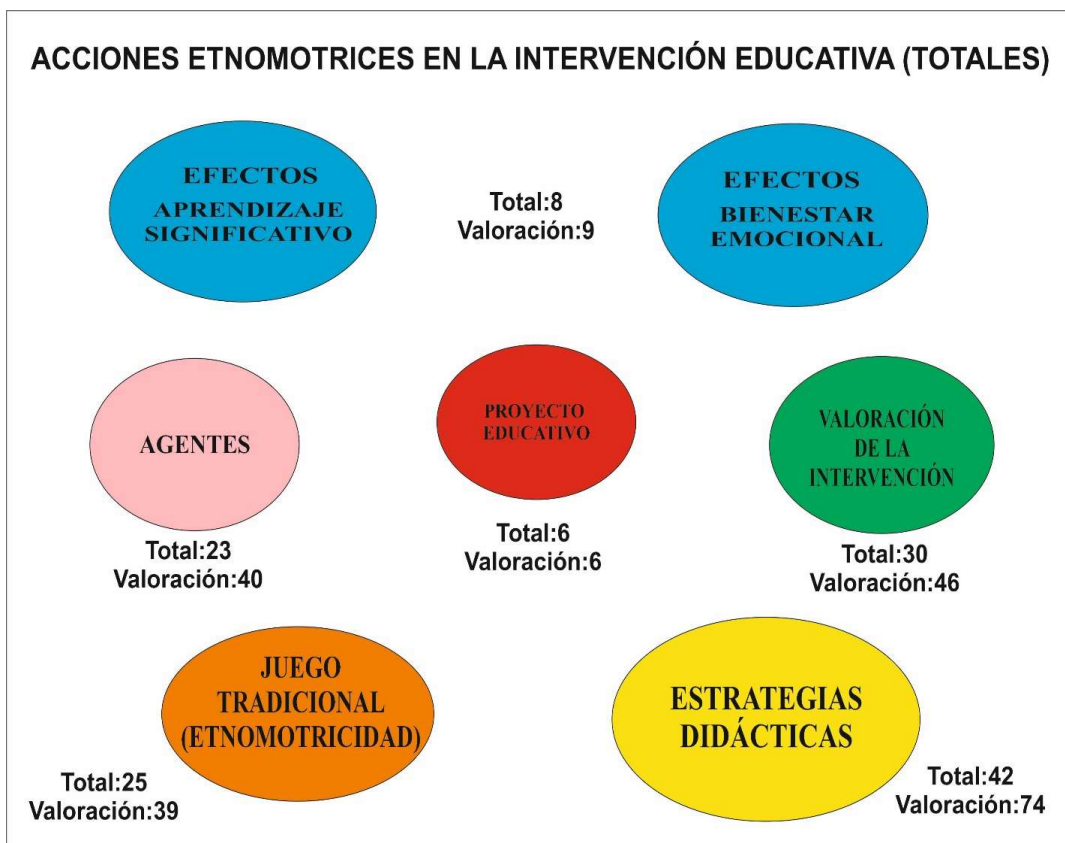 ACCIONES ETNOMOTRICES EN LA INTERVENCIÓN EDUCATIVA (TOTALES)
EFECTOS
APRENDIZAJE
SIGNIFICATIVO
Total:8
Valoración:9
EFECTOS
BIENESTAR
EMOCIONAL
AGENTES
Total:23
Valoración:40
PROYECTO
EDUCATIVO
Total:6
Valoración:6
VALORACIÓN
DE LA
INTERVENCIÓN
Total:30
Valoración:46
JUEGO
TRADICIONAL
(ETNOMOTRICIDAD)
Total:25
Valoración:39
ESTRATEGIAS
DIDÁCTICAS
Total:42
Valoración:74